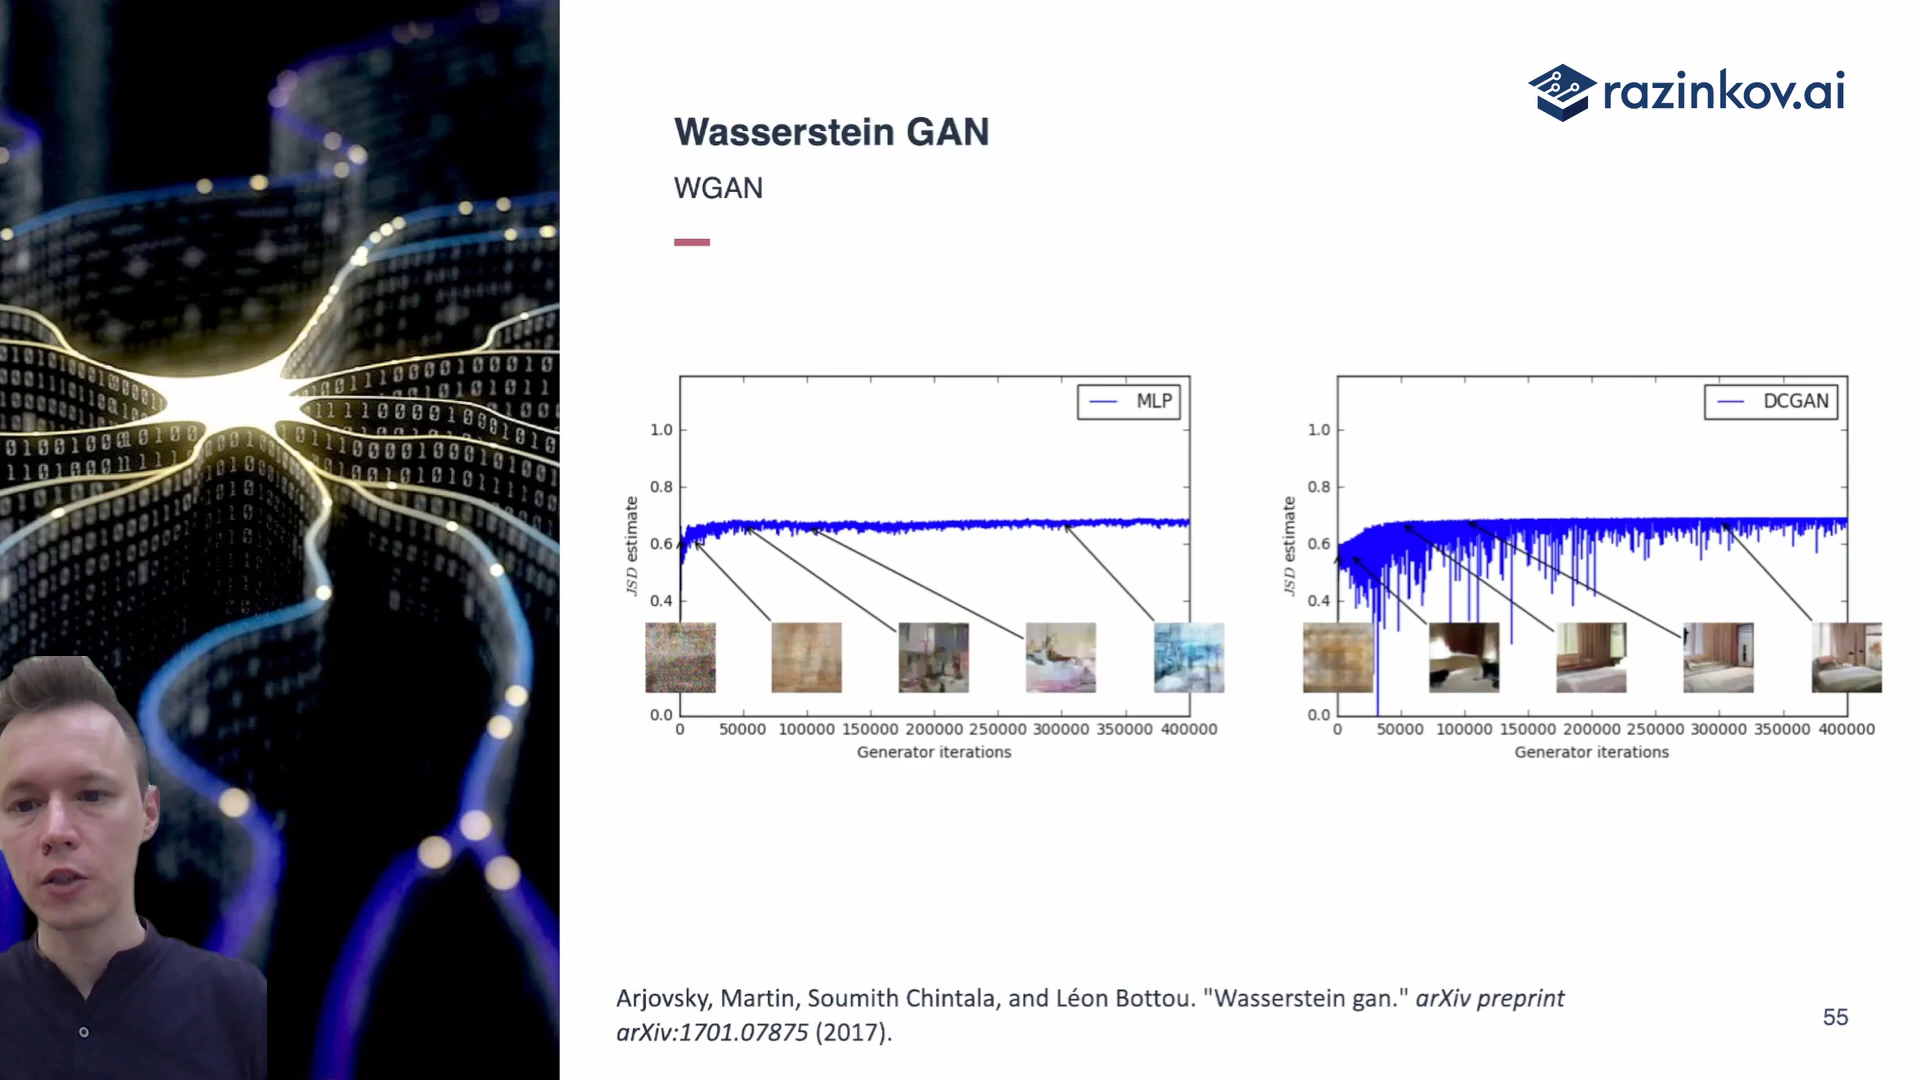 razinkov.ai
Wasserstein GAN
WGAN
MLP
1.0
0.8
0.6
0.4
0.0
JSD estimate
0 50000 100000 150000 200000 250000 300000 350000 400000
Generator iterations
DCGAN
1.0
0.8
0.6
0.4
0.0
JSD estimate
0 50000 100000 150000 200000 250000 300000 350000 400000
Generator iterations
Arjovsky, Martin, Soumith Chintala, and Léon Bottou. "Wasserstein gan." arXiv preprint
arXiv:1701.07875 (2017).
55